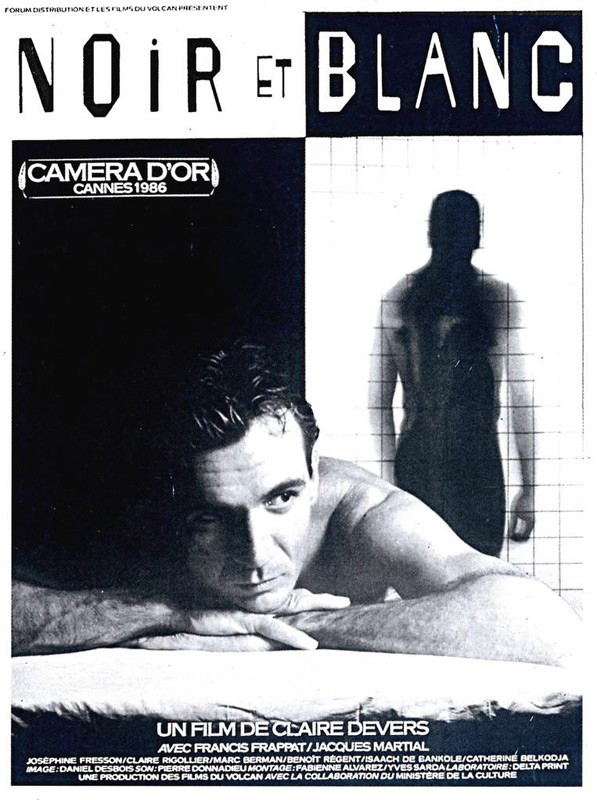 FORUM DISTRIBUTION ET LES FILMS DU VOLCAN PRESENTENT
NOIR ET BLANC
CAMERA D'OR
CANNES 1986
UN FILM DE CLAIRE DEVERS
AVEC FRANCIS FRAPPAT/JACQUES MARTIAL
JOSÉPHINE FRESSON/CLAIRE RIGOLLIER/MARC BERMAN/BENOÎT RÉGENT/ISAACH DE BANKOLE/CATHERINE BELKODJA
IMAGE: DANIEL DESBOIS SON: PIERRE DONNADIEU MONTAGE: FABIENNE ALVAREZ/YVES SARDA LABORATOIRE: DELTA PRINT
UNE PRODUCTION DES FILMS DU VOLCAN AVEC LA COLLABORATION DU MINISTÈRE DE LA CULTURE